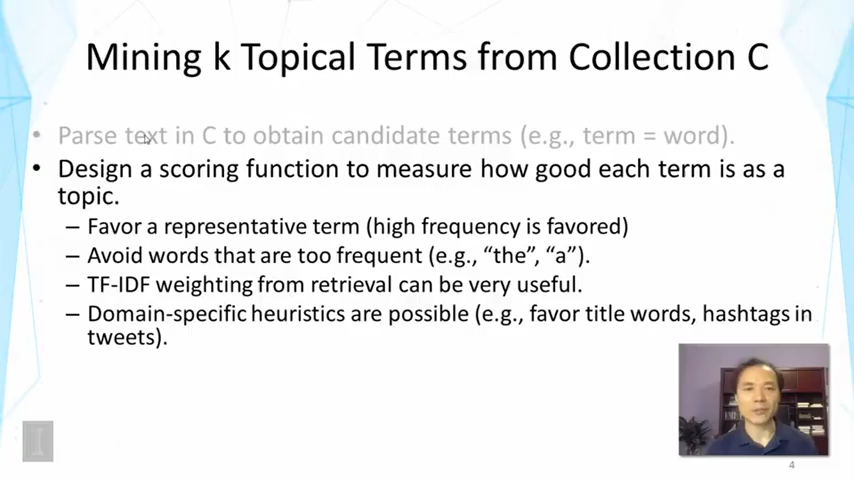 Mining k Topical Terms from Collection C
• Parse text in C to obtain candidate terms (e.g., term = word).
• Design a scoring function to measure how good each term is as a
topic.
– Favor a representative term (high frequency is favored)
– Avoid words that are too frequent (e.g., “the”, “a”).
– TF-IDF weighting from retrieval can be very useful.
– Domain-specific heuristics are possible (e.g., favor title words, hashtags in
tweets).
I
4